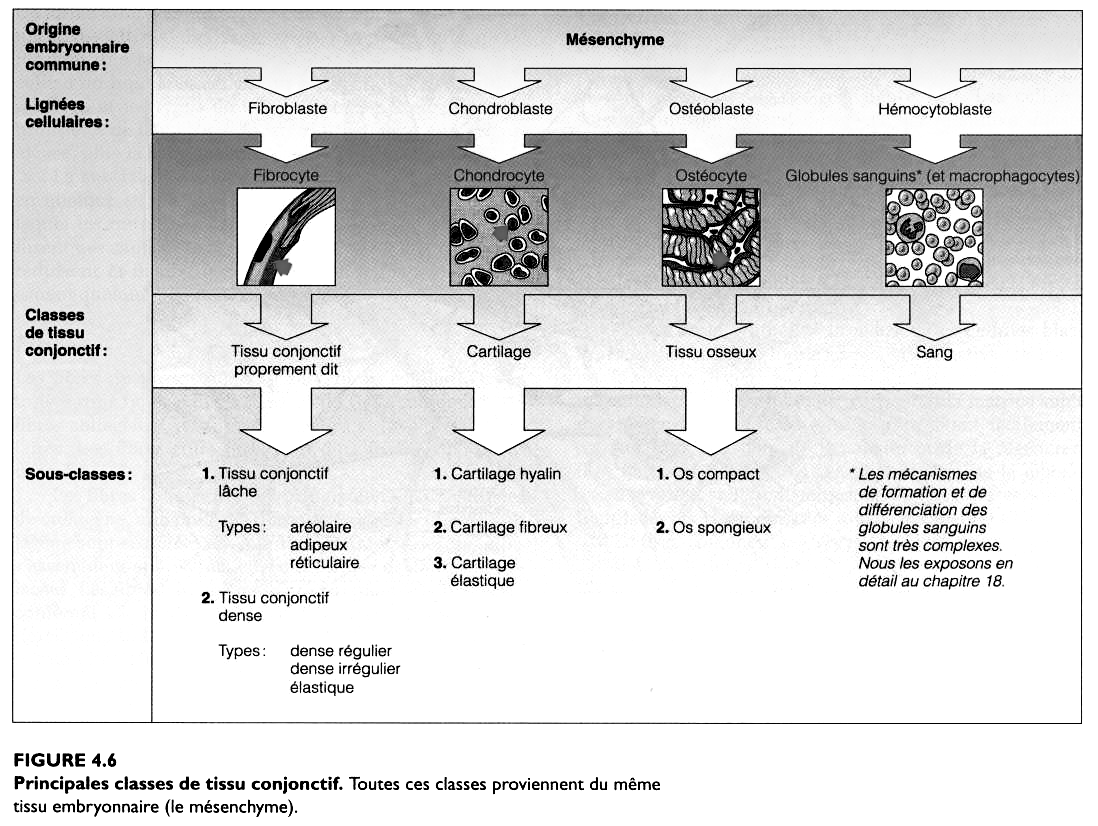 Origine
embryonnaire
commune :
Mésenchyme
Lignées
cellulaires :
Fibroblaste
Chondroblaste
Ostéoblaste
Hémocytoblaste
Fibrocyte
Chondrocyte
Ostéocyte
Globules sanguins* (et macrophagocytes)
Classes
de tissu
conjonctif :
Tissu conjonctif
proprement dit
Cartilage
Tissu osseux
Sang
Sous-classes :
1. Tissu conjonctif
lâche
Types : aréolaire
adipeux
réticulaire
2. Tissu conjonctif
dense
Types : dense régulier
dense irrégulier
élastique
1. Cartilage hyalin
2. Cartilage fibreux
3. Cartilage
élastique
1. Os compact
2. Os spongieux
* Les mécanismes
de formation et de
différenciation des
globules sanguins
sont très complexes.
Nous les exposons en
détail au chapitre 18.
FIGURE 4.6
Principales classes de tissu conjonctif. Toutes ces classes proviennent du même
tissu embryonnaire (le mésenchyme).